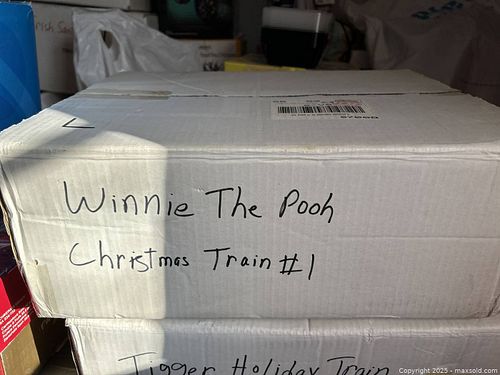 Winnie The Pooh
Christmas Train #1
Tigger Holiday Train
Copyright 2025 - maxsold.com